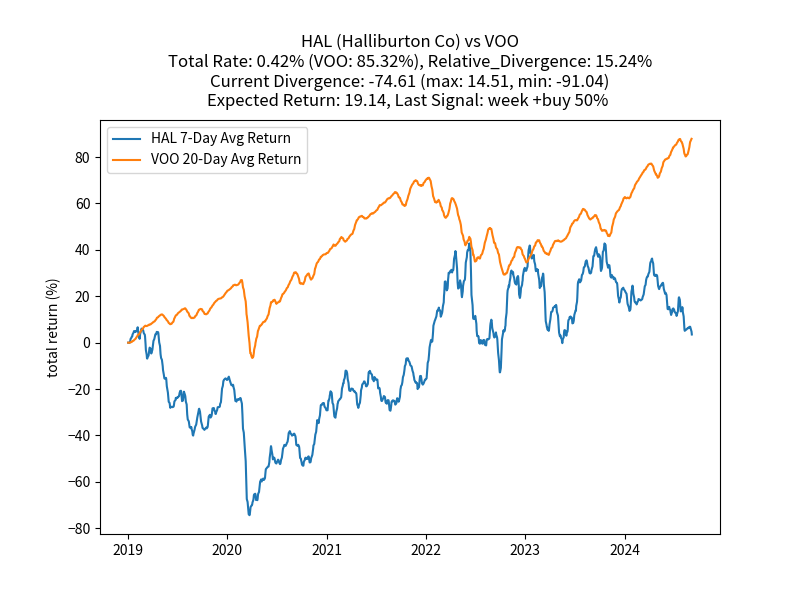 HAL (Halliburton Co) vs VOO
Total Rate: 0.42% (VOO: 85.32%), Relative_Divergence: 15.24%
Current Divergence: -74.61 (max: 14.51, min: -91.04)
Expected Return: 19.14, Last Signal: week +buy 50%
HAL 7-Day Avg Return
VOO 20-Day Avg Return
total return (%)
80
60
40
20
0
−20
−40
−60
−80
2019 2020 2021 2022 2023 2024